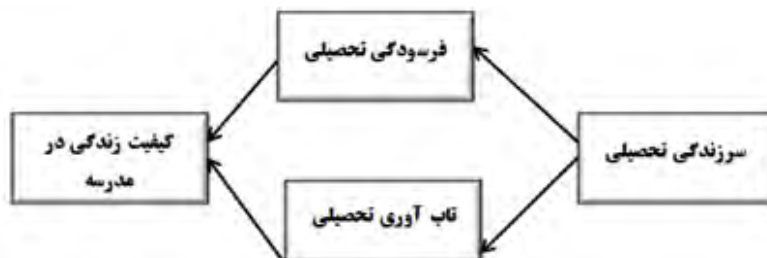 فرسودگی تحصیلی
سرزندگی تحصیلی
کیفیت زندگی در
مدرسه
تاب آوری تحصیلی